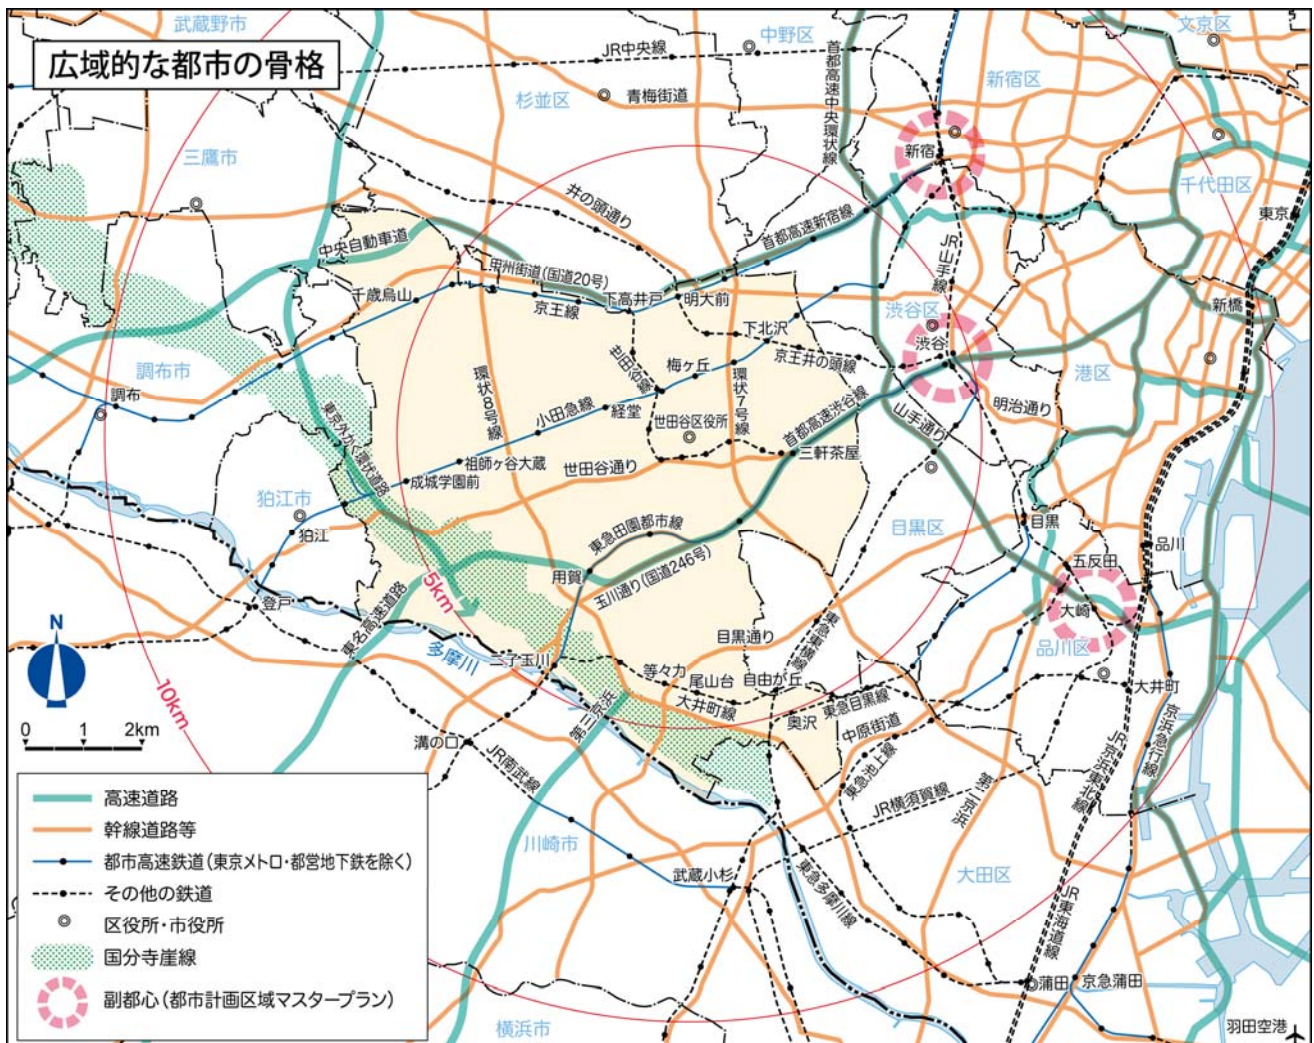 広域的な都市の骨格
武蔵野市
中野区
文京区
JR中央線
首都高速中央環状線
新宿区
杉並区
青梅街道
三鷹市
新宿
千代田区
井の頭通り
東京
首都高速新宿線
JR山手線
中央自動車道
甲州街道(国道20号)
千歳烏山
京王線
下高井戸
明大前
渋谷区
新橋
下北沢
渋谷
世田谷線
京王井の頭線
調布市
梅ヶ丘
港区
環状8号線
環状7号線
調布
小田急線
経堂
首都高速渋谷線
明治通り
山手通り
東京外かく環状道路
世田谷区役所
三軒茶屋
世田谷通り
祖師ヶ谷大蔵
成城学園前
狛江市
狛江
目黒区
目黒
東急田園都市線
品川
五反田
用賀
玉川通り(国道246号)
5km
大崎
登戸
東名高速道路
N
多摩川
目黒通り
東急東横線
品川区
二子玉川
等々力
尾山台
自由が丘
大井町
10km
大井町線
東急目黒線
奥沢
第三京浜
中原街道
0 1 2km
溝の口
JR南武線
東急池上線
JR京浜東北線
京浜急行線
JR横須賀線
第二京浜
高速道路
幹線道路等
川崎市
都市高速鉄道(東京メトロ・都営地下鉄を除く)
武蔵小杉
大田区
その他の鉄道
東急多摩川線
JR東海道線
区役所・市役所
国分寺崖線
蒲田
京急蒲田
副都心(都市計画区域マスタープラン)
横浜市
羽田空港